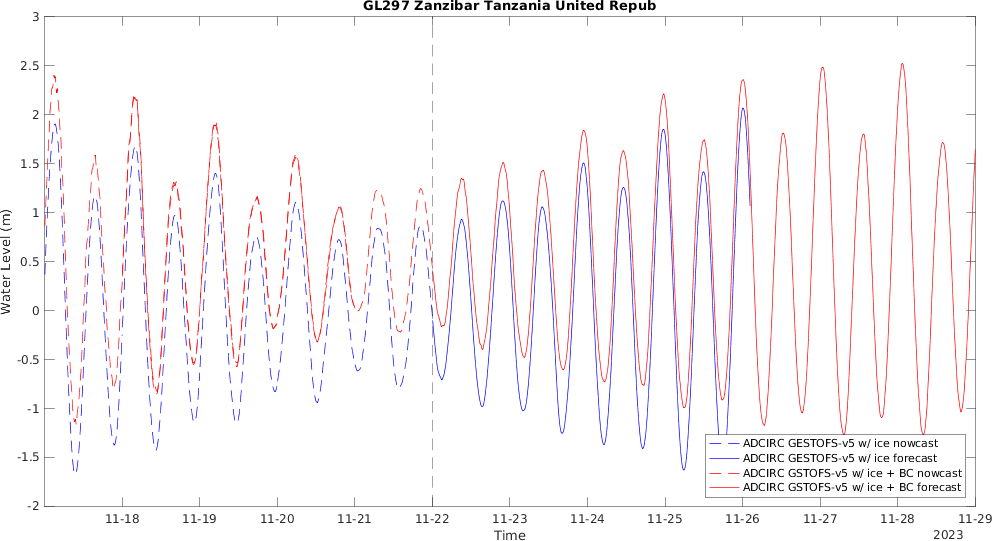 GL297 Zanzibar Tanzania United Repub
3
2.5
2
1.5
1
0.5
0
-0.5
-1
-1.5
-2
Water Level (m)
ADCIRC GESTOFS-v5 w/ ice nowcast
ADCIRC GESTOFS-v5 w/ ice forecast
ADCIRC GSTOFS-v5 w/ ice + BC nowcast
ADCIRC GSTOFS-v5 w/ ice + BC forecast
11-18 11-19 11-20 11-21 11-22 11-23 11-24 11-25 11-26 11-27 11-28 11-29
Time
2023